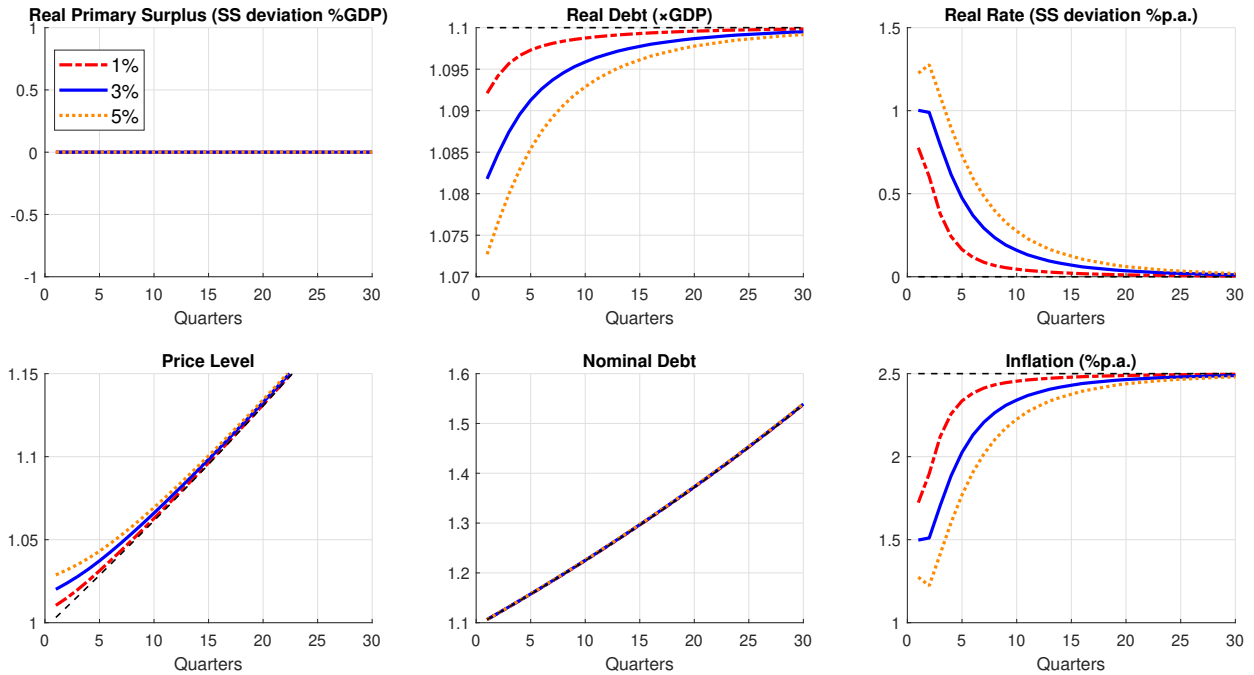 Real Primary Surplus (SS deviation %GDP)
1
0.5
0
-0.5
-1
1%
3%
5%
0 5 10 15 20 25 30
Quarters
Real Debt (×GDP)
1.1
1.095
1.09
1.085
1.08
1.075
1.07
0 5 10 15 20 25 30
Quarters
Real Rate (SS deviation %p.a.)
1.5
1
0.5
0
0 5 10 15 20 25 30
Quarters
Price Level
1.15
1.1
1.05
1
0 5 10 15 20 25 30
Quarters
Nominal Debt
1.6
1.5
1.4
1.3
1.2
1.1
0 5 10 15 20 25 30
Quarters
Inflation (%p.a.)
2.5
2
1.5
1
0 5 10 15 20 25 30
Quarters